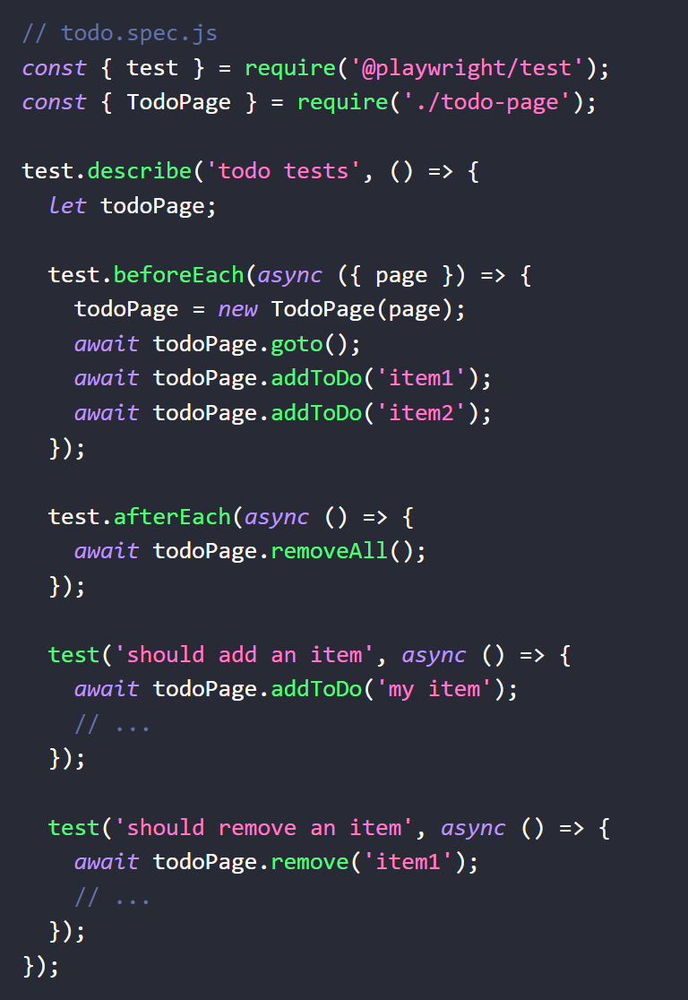 // todo.spec.js
const { test } = require('@playwright/test');
const { TodoPage } = require('./todo-page');

test.describe('todo tests', () => {
  let todoPage;

  test.beforeEach(async ({ page }) => {
    todoPage = new TodoPage(page);
    await todoPage.goto();
    await todoPage.addToDo('item1');
    await todoPage.addToDo('item2');
  });

  test.afterEach(async () => {
    await todoPage.removeAll();
  });

  test('should add an item', async () => {
    await todoPage.addToDo('my item');
    // ...
  });

  test('should remove an item', async () => {
    await todoPage.remove('item1');
    // ...
  });
});